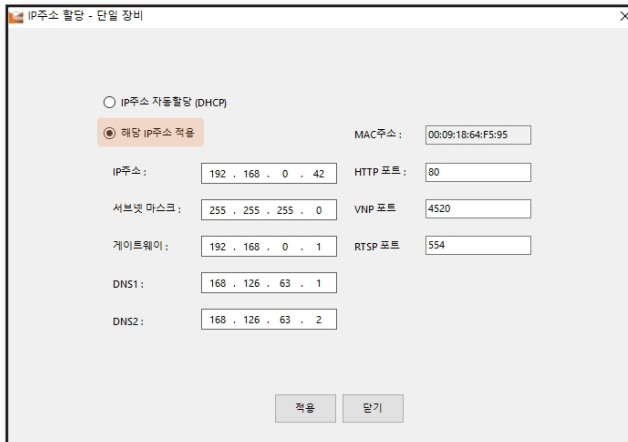 IP주소 할당 - 단일 장비
IP주소 자동할당 (DHCP)
해당 IP주소 적용
MAC주소 : 00:09:18:64:F5:95
IP주소 : 192 . 168 . 0 . 42 HTTP 포트 : 80
서브넷 마스크 : 255 . 255 . 255 . 0 VNP 포트 4520
게이트웨이 : 192 . 168 . 0 . 1 RTSP 포트 554
DNS1 : 168 . 126 . 63 . 1
DNS2 : 168 . 126 . 63 . 2
적용 닫기